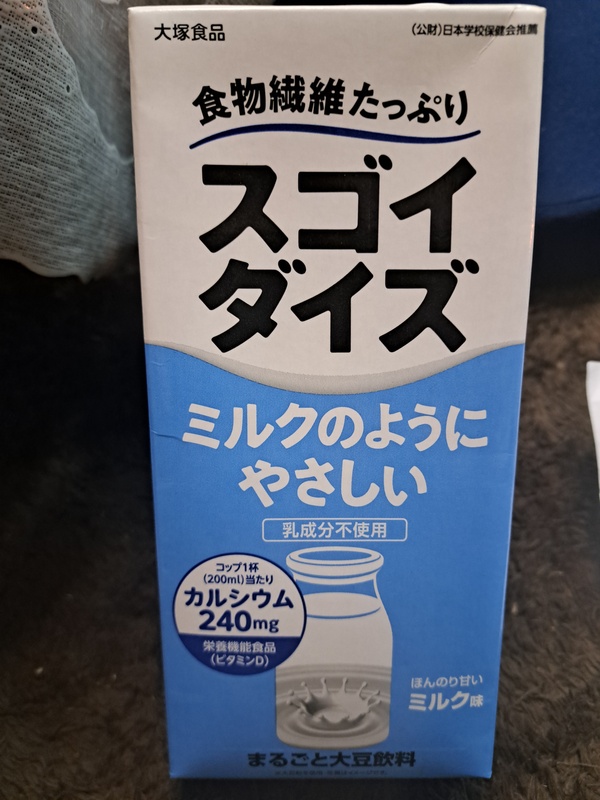 大塚食品
(公財)日本学校保健会推薦
食物繊維たっぷり
スゴイ
ダイズ
ミルクのように
やさしい
乳成分不使用
コップ1杯
(200ml)当たり
カルシウム
240mg
栄養機能食品
(ビタミンD)
ほんのり甘い
ミルク味
まるごと大豆飲料